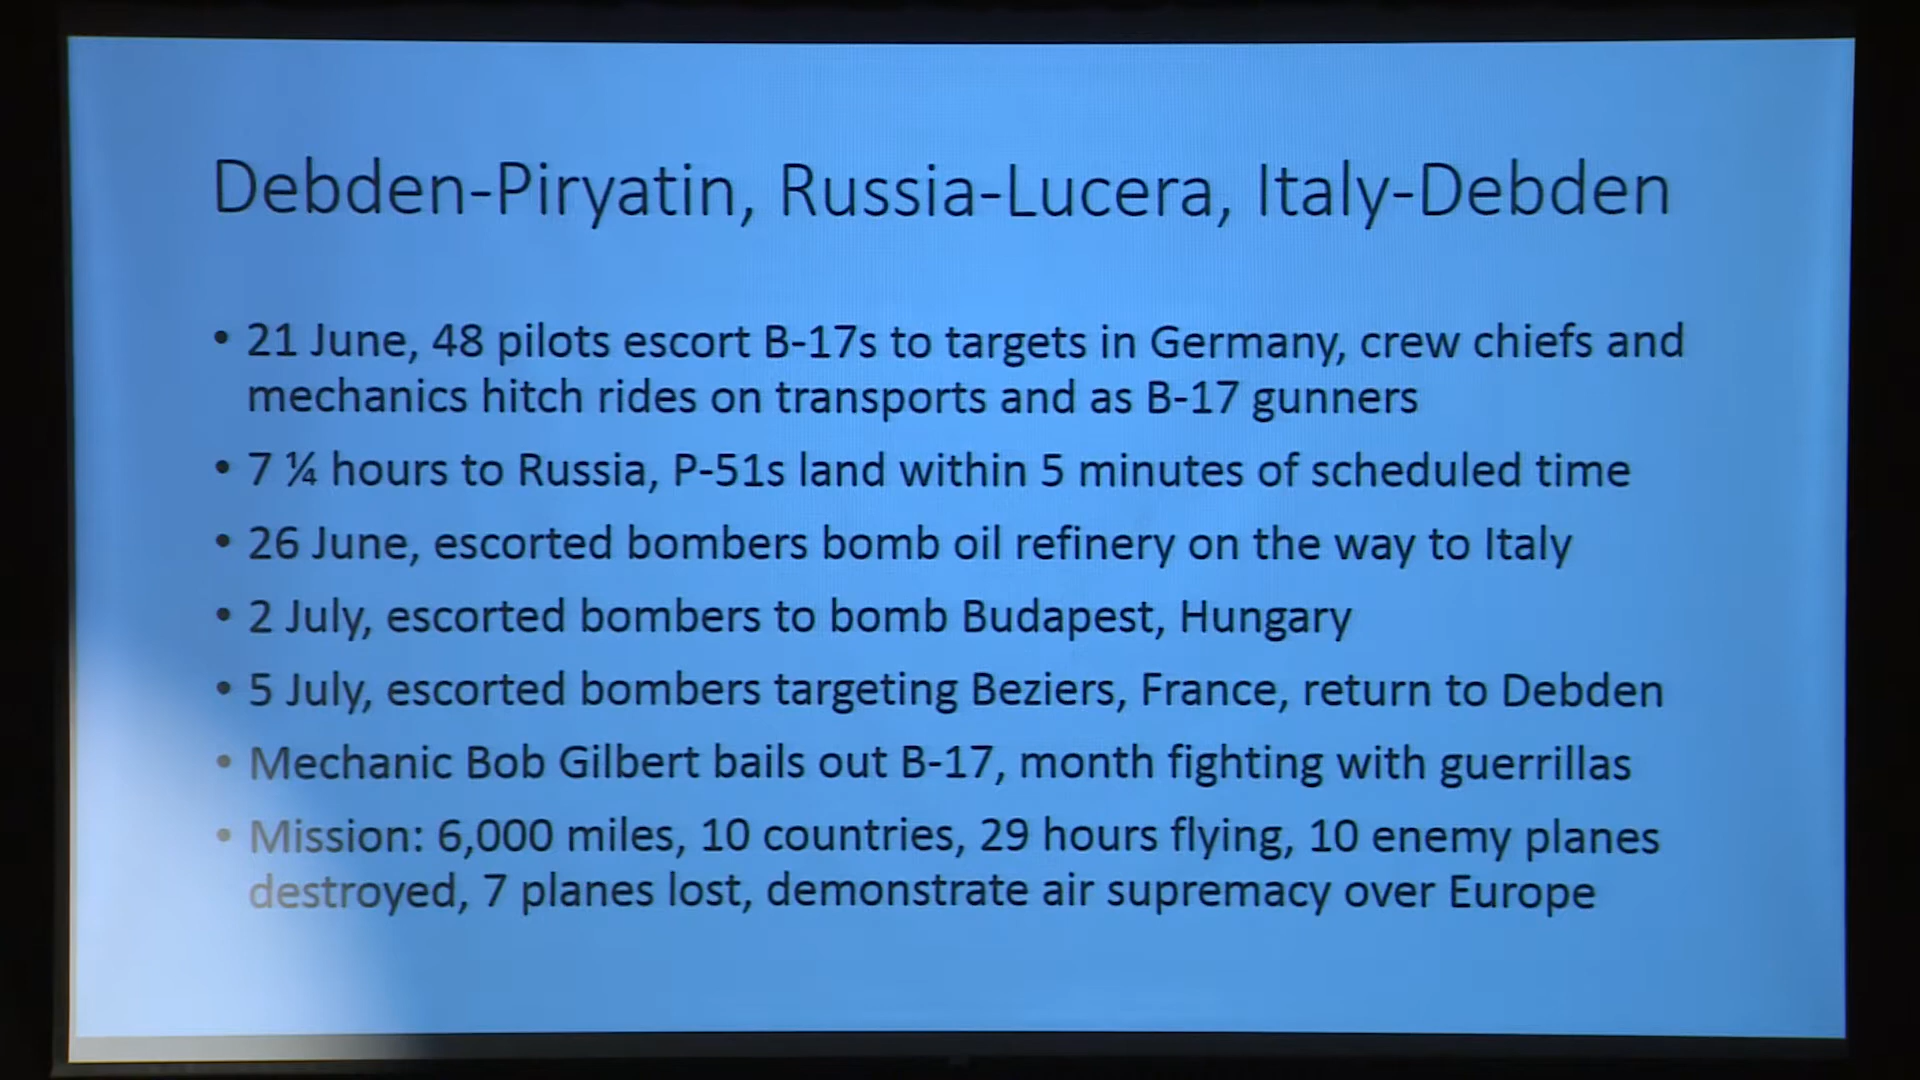 Debden-Piryatin, Russia-Lucera, Italy-Debden
• 21 June, 48 pilots escort B-17s to targets in Germany, crew chiefs and
mechanics hitch rides on transports and as B-17 gunners
• 7 ¼ hours to Russia, P-51s land within 5 minutes of scheduled time
• 26 June, escorted bombers bomb oil refinery on the way to Italy
• 2 July, escorted bombers to bomb Budapest, Hungary
• 5 July, escorted bombers targeting Beziers, France, return to Debden
• Mechanic Bob Gilbert bails out B-17, month fighting with guerrillas
• Mission: 6,000 miles, 10 countries, 29 hours flying, 10 enemy planes
destroyed, 7 planes lost, demonstrate air supremacy over Europe